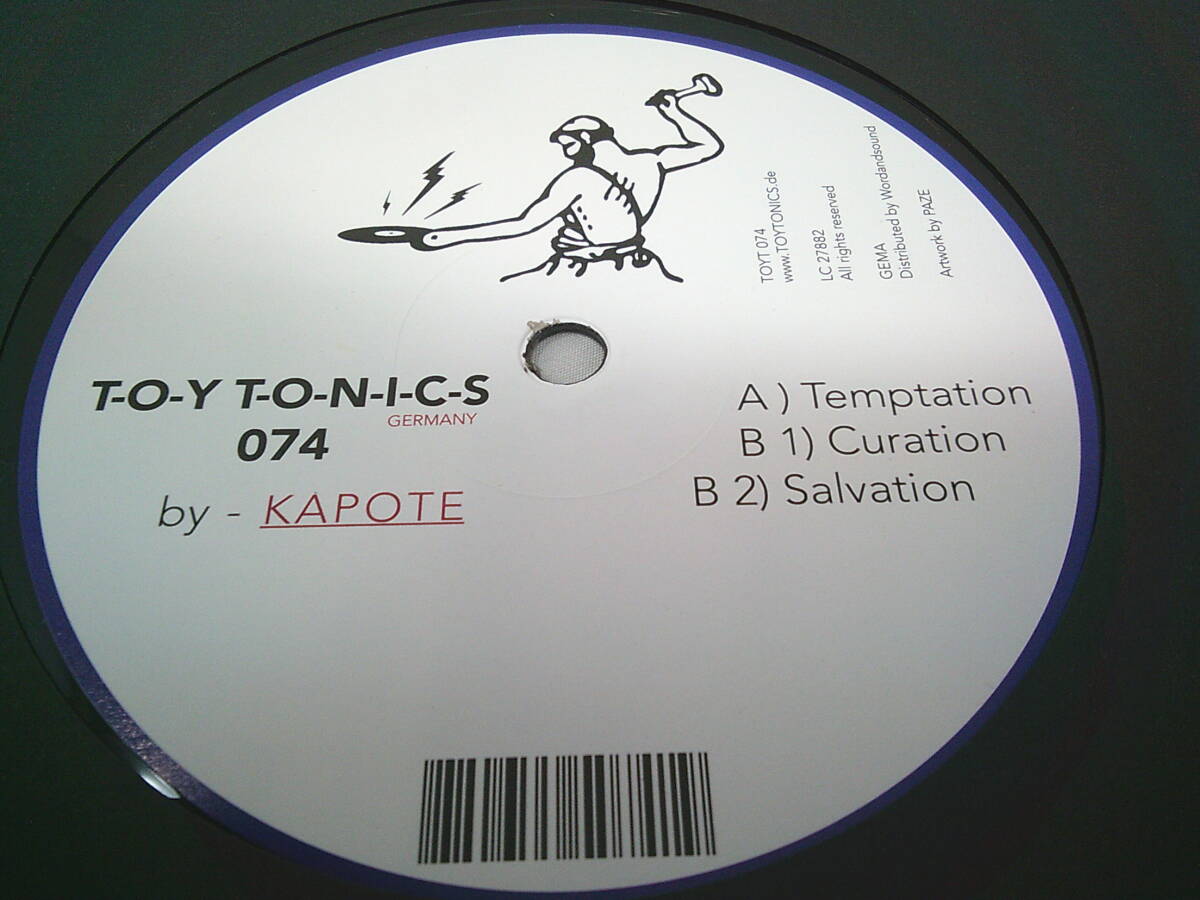 T-O-Y T-O-N-I-C-S
GERMANY
074
by - KAPOTE
TOYT 074
www.TOYTONICS.de
LC 27882
All rights reserved
GEMA
Distributed by Wordandsound
Artwork by PAZE
A ) Temptation
B 1) Curation
B 2) Salvation